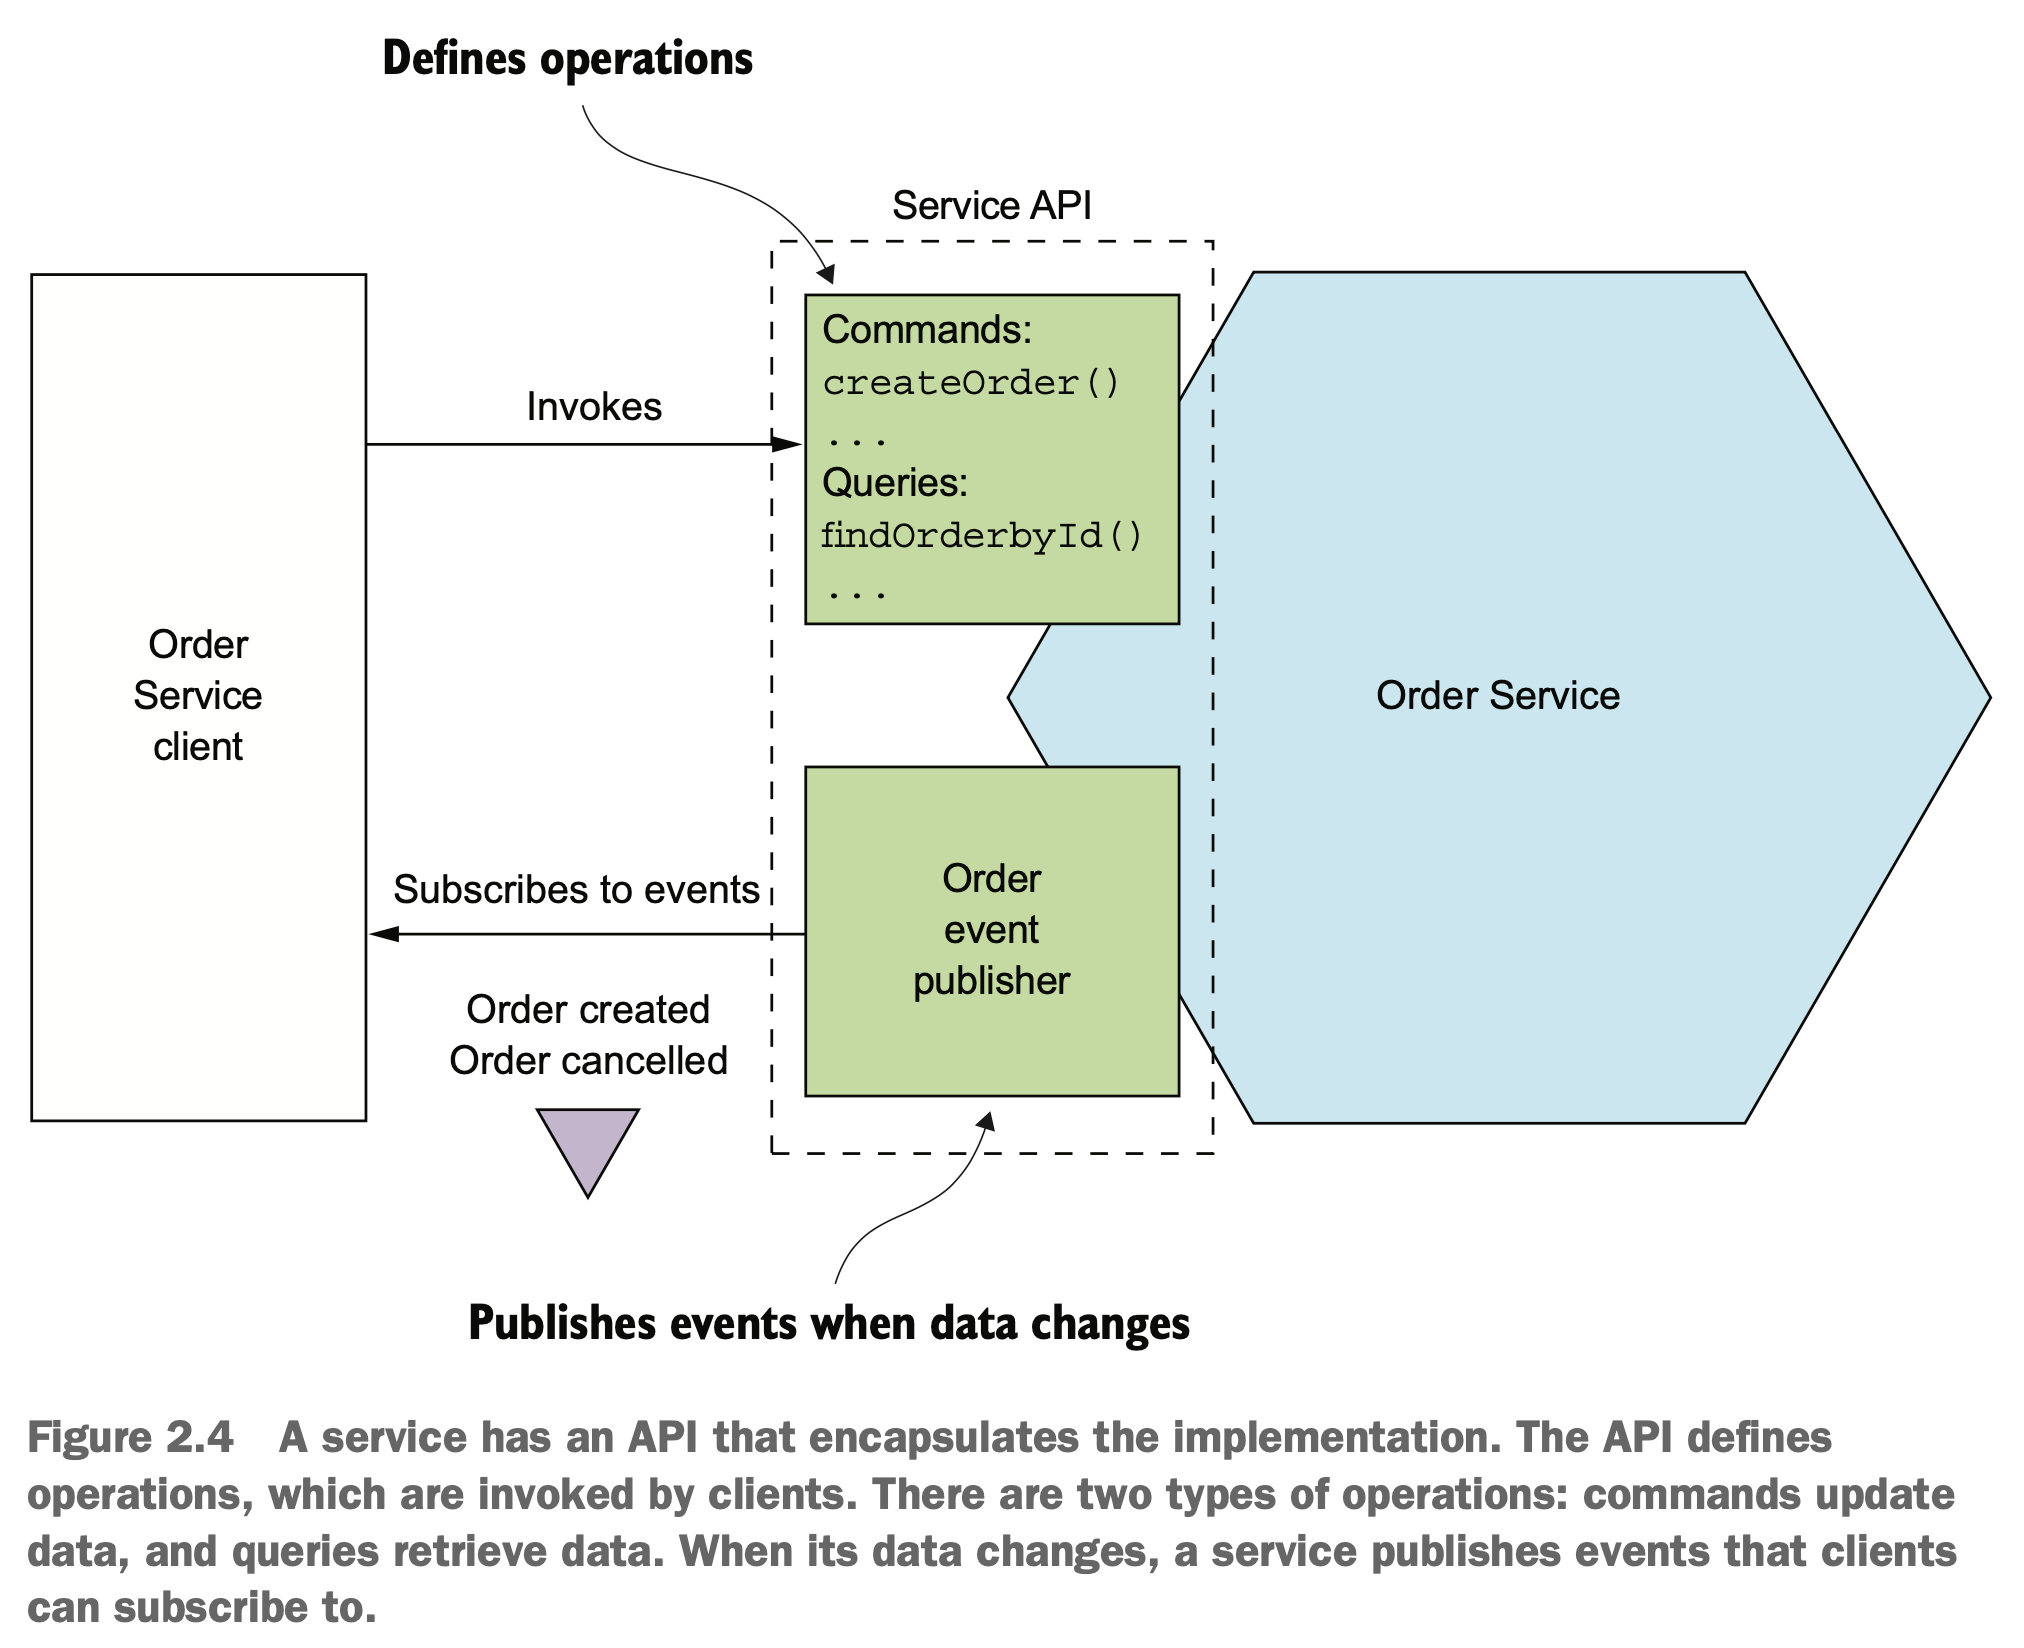 Defines operations
Service API
Commands:
createOrder()
...
Queries:
findOrderbyId()
...
Invokes
Order
Service
client
Order Service
Subscribes to events
Order
event
publisher
Order created
Order cancelled
Publishes events when data changes
Figure 2.4 A service has an API that encapsulates the implementation. The API defines
operations, which are invoked by clients. There are two types of operations: commands update
data, and queries retrieve data. When its data changes, a service publishes events that clients
can subscribe to.